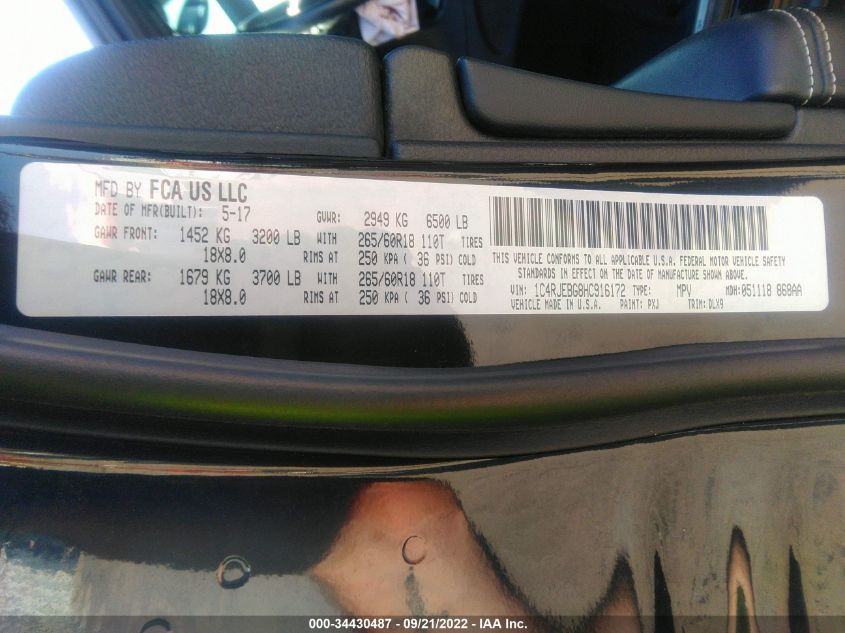 MFD BY FCA US LLC
DATE OF MFR(BUILT): 5-17 GVWR: 2949 KG 6500 LB
GAWR FRONT: 1452 KG 3200 LB WITH 265/60R18 110T TIRES
18X8.0 RIMS AT 250 KPA ( 36 PSI) COLD
GAWR REAR: 1679 KG 3700 LB WITH 265/60R18 110T TIRES
18X8.0 RIMS AT 250 KPA ( 36 PSI) COLD
THIS VEHICLE CONFORMS TO ALL APPLICABLE U.S.A. FEDERAL MOTOR VEHICLE SAFETY
STANDARDS IN EFFECT ON THE DATE OF MANUFACTURE SHOWN ABOVE.
VIN: 1C4RJEBG8HC916172 TYPE: MPV MDH: 051118 868AA
VEHICLE MADE IN U.S.A. PAINT: PXJ TRIM: DLX9
000-34430487 - 09/21/2022 - IAA Inc.